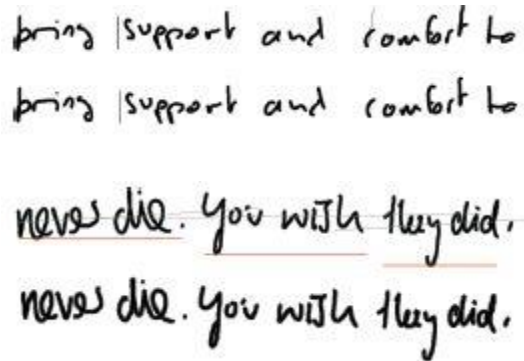 bring support and comfort to
bring support and comfort to
never die. You wish they did.
never die. You wish they did.